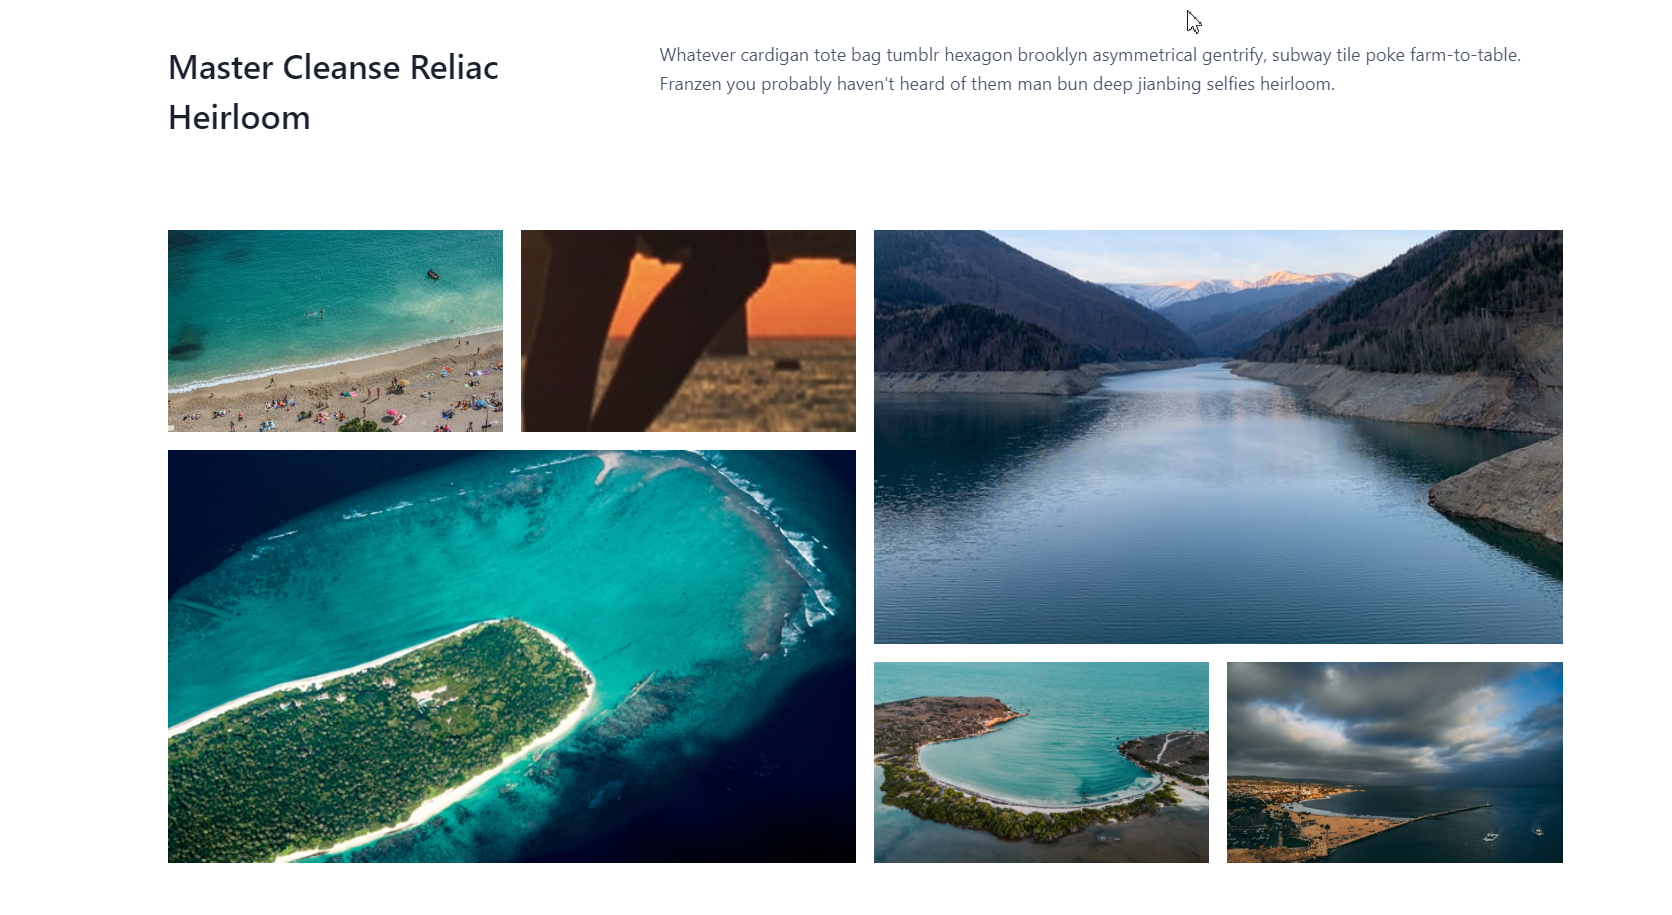 Master Cleanse Reliac
Heirloom
Whatever cardigan tote bag tumblr hexagon brooklyn asymmetrical gentrify, subway tile poke farm-to-table.
Franzen you probably haven't heard of them man bun deep jianbing selfies heirloom.